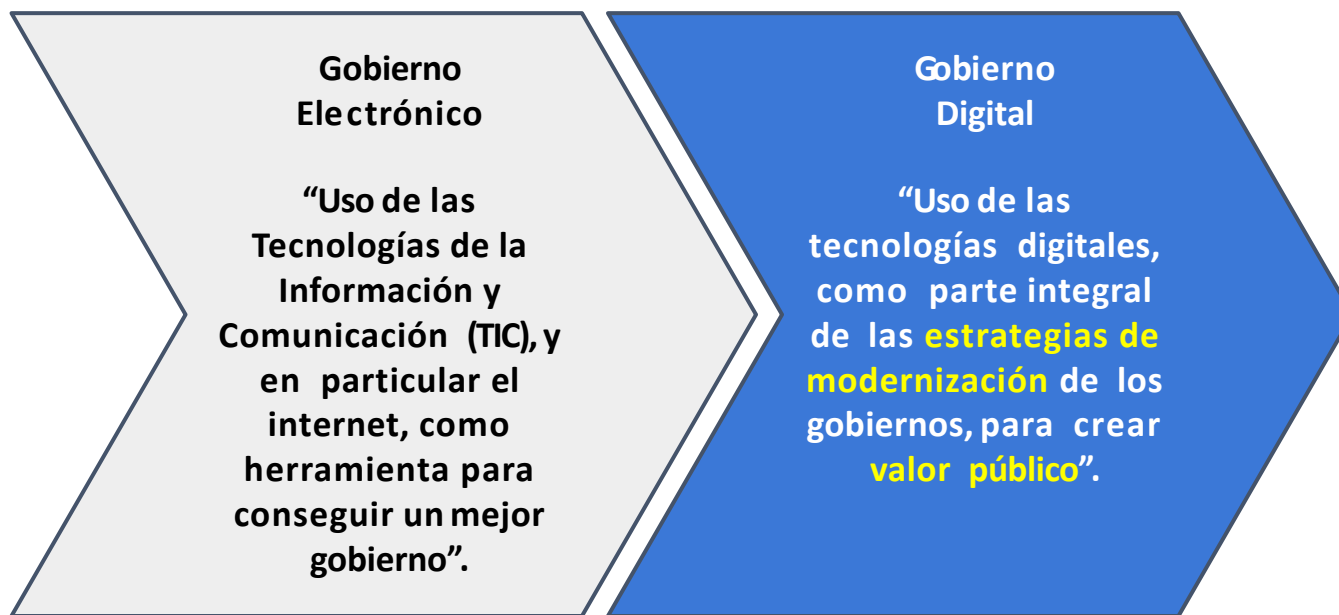 Gobierno
Electrónico
“Uso de las
Tecnologías de la
Información y
Comunicación (TIC), y
en particular el
internet, como
herramienta para
conseguir un mejor
gobierno”.
Gobierno
Digital
“Uso de las
tecnologías digitales,
como parte integral
de las estrategias de
modernización de los
gobiernos, para crear
valor público”.